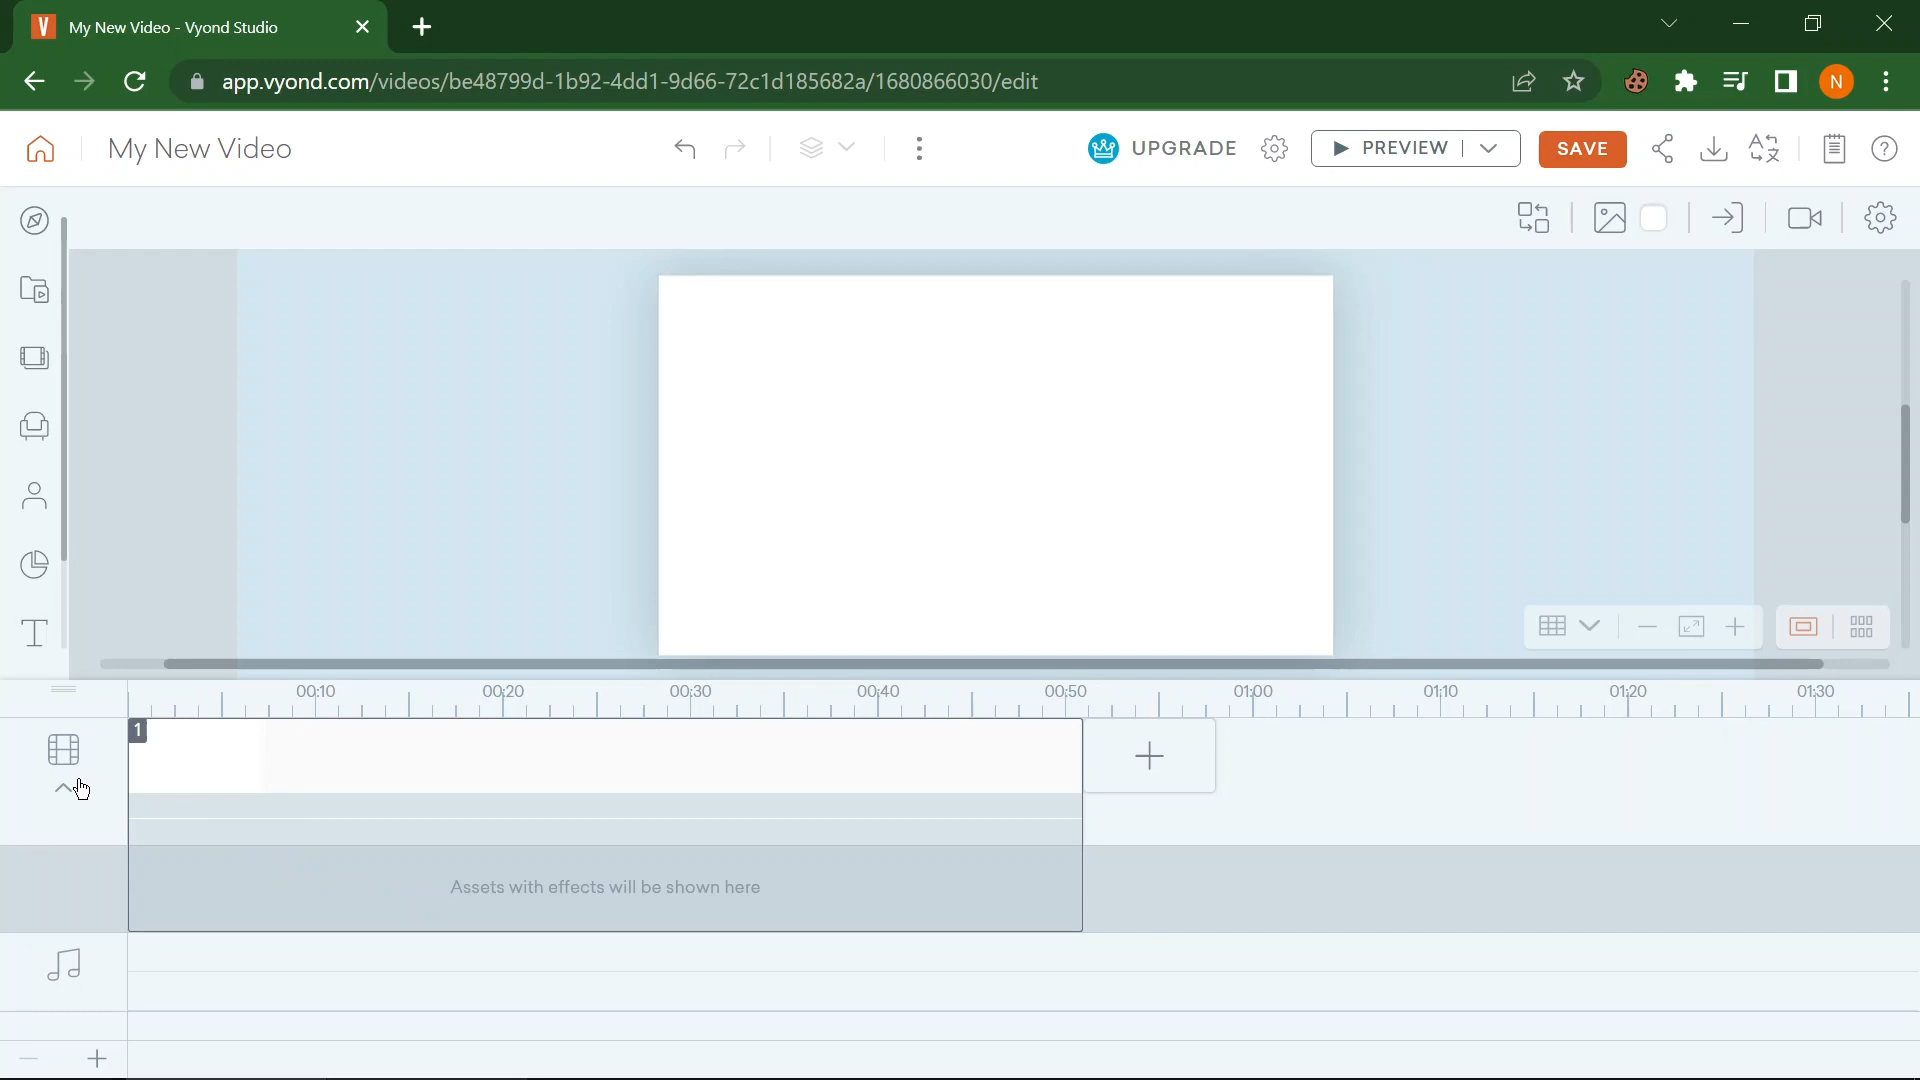 V My New Video - Vyond Studio
app.vyond.com/videos/be48799d-1b92-4dd1-9d66-72c1d185682a/1680866030/edit
N
My New Video
UPGRADE
PREVIEW
SAVE
00:10 00:20 00:30 00:40 00:50 01:00 01:10 01:20 01:30
1
Assets with effects will be shown here